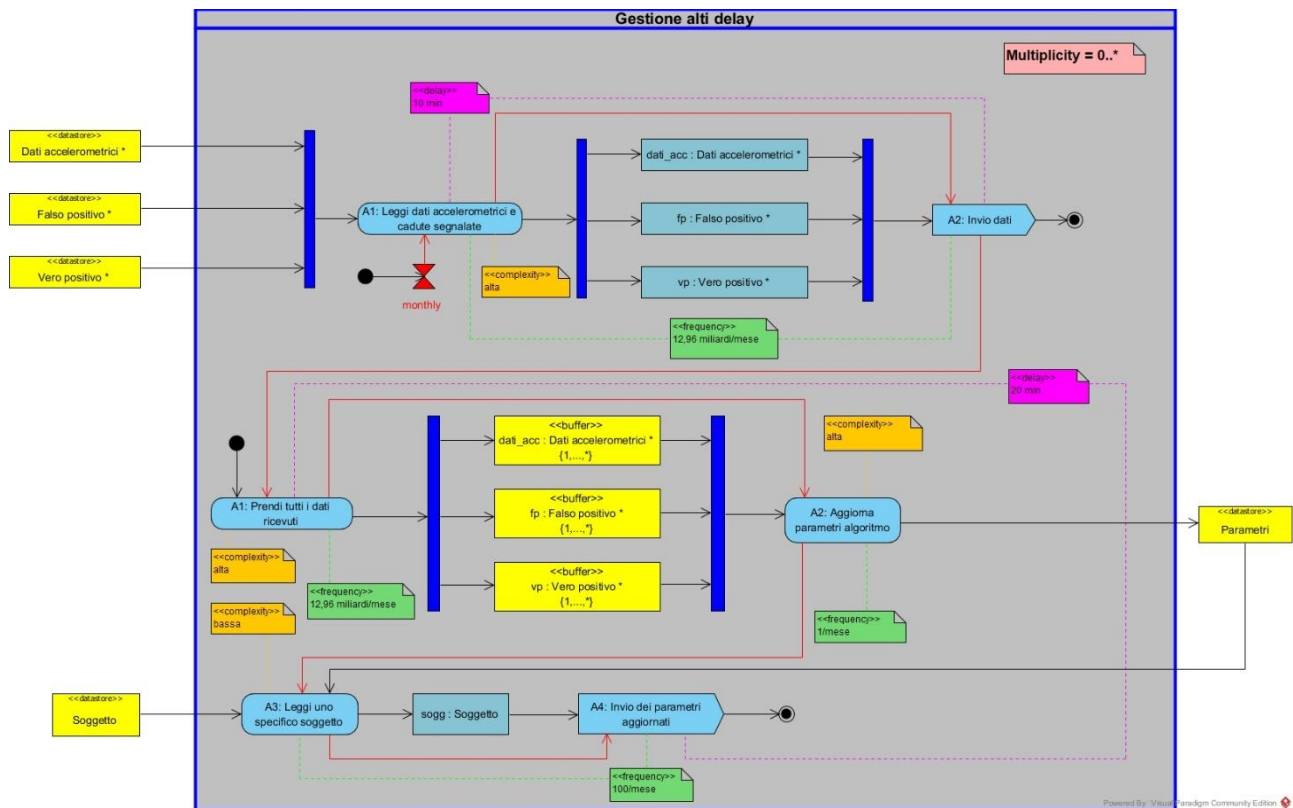 Gestione alti delay
Multiplicity = 0..*
<<delay>>
10 min
<<datastore>>
Dati accelerometrici *
dati_acc : Dati accelerometrici *
<<datastore>>
Falso positivo *
A1: Leggi dati accelerometrici e
cadute segnalate
fp : Falso positivo *
A2: Invio dati
<<datastore>>
Vero positivo *
monthly
<<complexity>>
alta
vp : Vero positivo *
<<frequency>>
12,96 miliardi/mese
<<delay>>
20 min
<<buffer>>
dati_acc : Dati accelerometrici *
{1,...,*}
<<complexity>>
alta
A1: Prendi tutti i dati
ricevuti
<<buffer>>
fp : Falso positivo *
{1,...,*}
A2: Aggiorna
parametri algoritmo
<<datastore>>
Parametri
<<complexity>>
alta
<<frequency>>
12,96 miliardi/mese
<<buffer>>
vp : Vero positivo *
{1,...,*}
<<complexity>>
bassa
<<frequency>>
1/mese
<<datastore>>
Soggetto
A3: Leggi uno
specifico soggetto
sogg : Soggetto
A4: Invio dei parametri
aggiornati
<<frequency>>
100/mese
Powered By Visual Paradigm Community Edition